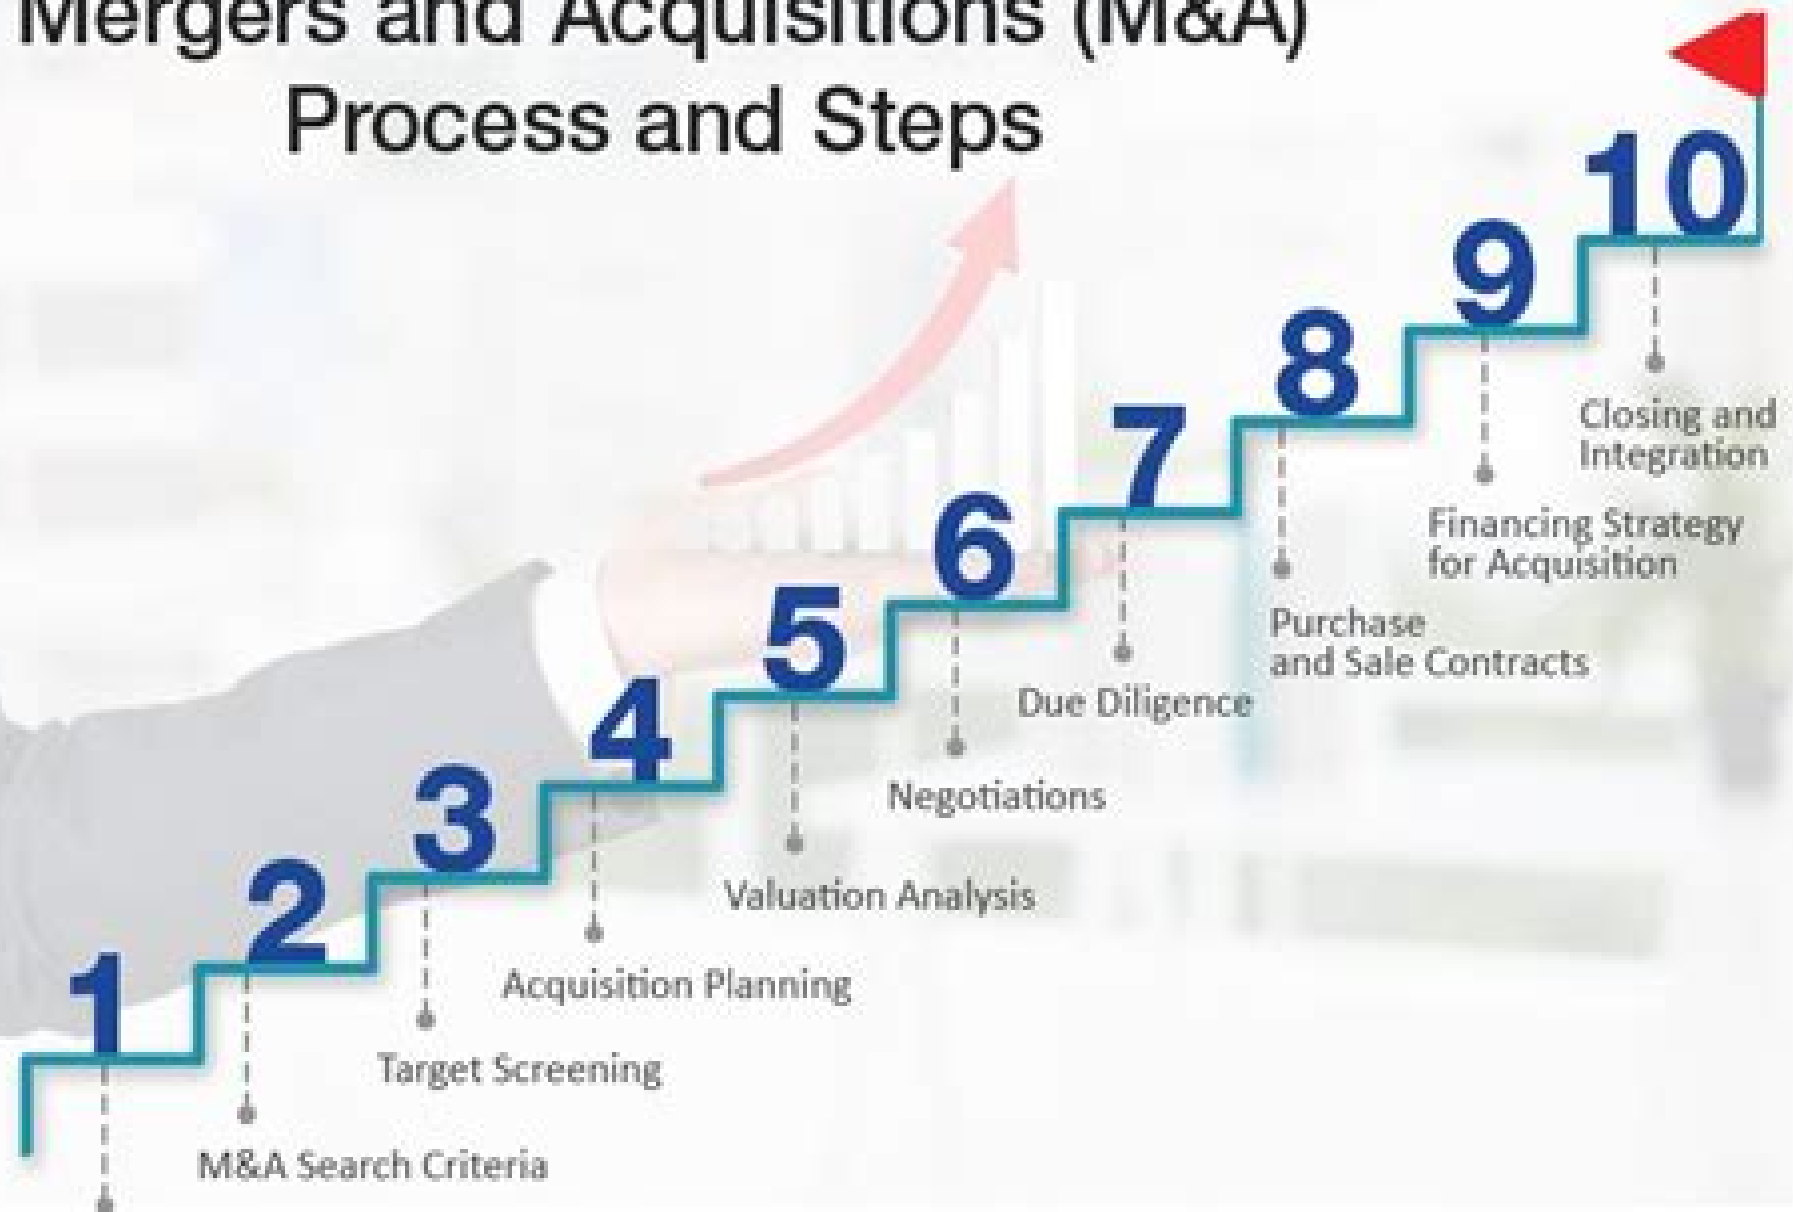 Mergers and Acquisitions (M&A)
Process and Steps
1
2
3
4
5
6
7
8
9
10
M&A Search Criteria
Target Screening
Acquisition Planning
Valuation Analysis
Negotiations
Due Diligence
Purchase
and Sale Contracts
Financing Strategy
for Acquisition
Closing and
Integration